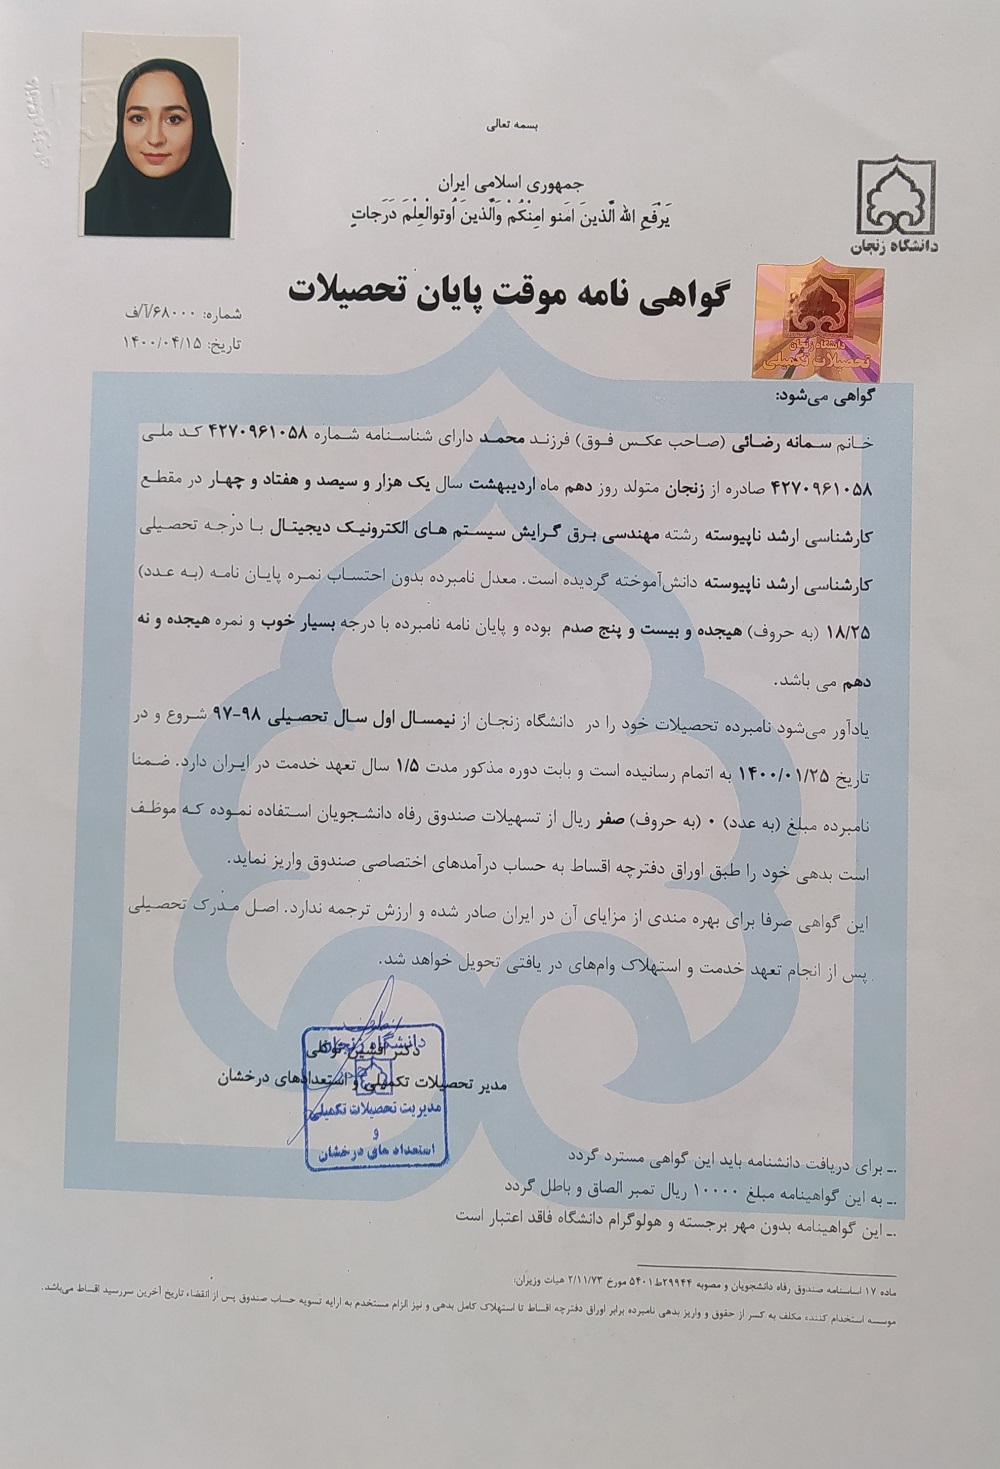 بسمه تعالی
جمهوری اسلامی ایران
یَرْفَعِ الله الَّذینَ امَنو امِنْکُمْ وَالَّذینَ اُوتوالْعِلْمَ دَرَجاتٍ
دانشگاه زنجان
گواهی نامه موقت پایان تحصیلات
شماره: ۶۸۰۰۰/آ/ف
تاریخ: ۱۴۰۰/۰۴/۱۵
دانشگاه زنجان
تحصیلات تکمیلی
گواهی می‌شود:
خانم سمانه رضائی (صاحب عکس فوق) فرزند محمد دارای شناسنامه شماره ۴۲۷۰۹۶۱۰۵۸ کد ملی
۴۲۷۰۹۶۱۰۵۸ صادره از زنجان متولد روز دهم ماه اردیبهشت سال یک هزار و سیصد و هفتاد و چهار در مقطع
کارشناسی ارشد ناپیوسته رشته مهندسی برق گرایش سیستم های الکترونیک دیجیتال با درجه تحصیلی
کارشناسی ارشد ناپیوسته دانش‌آموخته گردیده است. معدل نامبرده بدون احتساب نمره پایان نامه (به عدد)
۱۸/۲۵ (به حروف) هیجده و بیست و پنج صدم بوده و پایان نامه نامبرده با درجه بسیار خوب و نمره هیجده و نه
دهم می باشد.
یادآور می‌شود نامبرده تحصیلات خود را در دانشگاه زنجان از نیمسال اول سال تحصیلی ۹۸-۹۷ شروع و در
تاریخ ۱۴۰۰/۰۱/۲۵ به اتمام رسانیده است و بابت دوره مذکور مدت ۱/۵ سال تعهد خدمت در ایران دارد. ضمنا
نامبرده مبلغ (به عدد) ۰ (به حروف) صفر ریال از تسهیلات صندوق رفاه دانشجویان استفاده نموده که موظف
است بدهی خود را طبق اوراق دفترچه اقساط به حساب درآمدهای اختصاصی صندوق واریز نماید.
این گواهی صرفا برای بهره مندی از مزایای آن در ایران صادر شده و ارزش ترجمه ندارد. اصل مدرک تحصیلی
پس از انجام تعهد خدمت و استهلاک وام‌های در یافتی تحویل خواهد شد.
دکتر افشین توکلی
مدیر تحصیلات تکمیلی و استعدادهای درخشان
دانشگاه زنجان
مدیریت تحصیلات تکمیلی
و
استعداد های درخشان
.ـ برای دریافت دانشنامه باید این گواهی مسترد گردد
.ـ به این گواهینامه مبلغ ۱۰۰۰۰ ریال تمبر الصاق و باطل گردد
.ـ این گواهینامه بدون مهر برجسته و هولوگرام دانشگاه فاقد اعتبار است
ماده ۱۷ اساسنامه صندوق رفاه دانشجویان و مصوبه ۲۹۹۴۴ط۵۴۰۱ مورخ ۲/۱۱/۷۳ هیات وزیران:
موسسه استخدام کننده مکلف به کسر از حقوق و واریز بدهی نامبرده برابر اوراق دفترچه اقساط تا استهلاک کامل بدهی و نیز الزام مستخدم به ارایه تسویه حساب صندوق پس از انقضاء تاریخ آخرین سررسید اقساط می‌باشد.